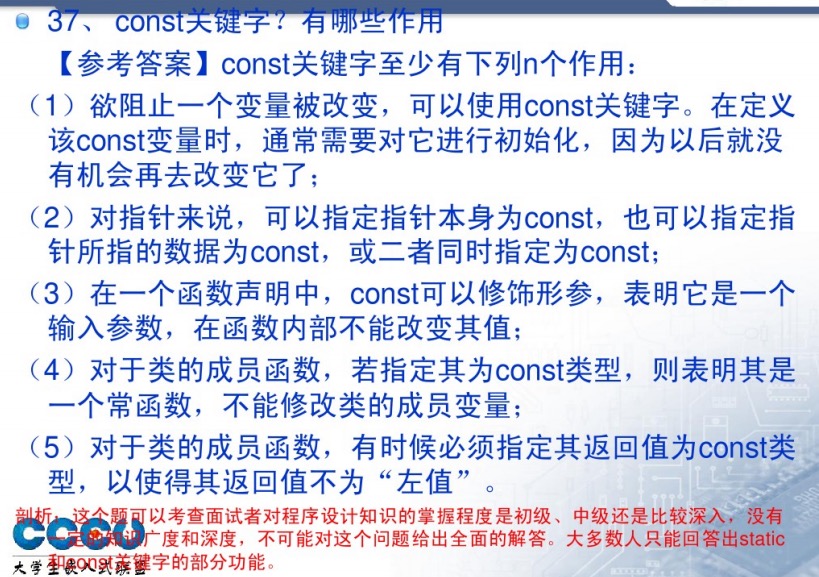 37、 const关键字？有哪些作用
【参考答案】const关键字至少有下列n个作用：
（1）欲阻止一个变量被改变，可以使用const关键字。在定义
该const变量时，通常需要对它进行初始化，因为以后就没
有机会再去改变它了；
（2）对指针来说，可以指定指针本身为const，也可以指定指
针所指的数据为const，或二者同时指定为const；
（3）在一个函数声明中，const可以修饰形参，表明它是一个
输入参数，在函数内部不能改变其值；
（4）对于类的成员函数，若指定其为const类型，则表明其是
一个常函数，不能修改类的成员变量；
（5）对于类的成员函数，有时候必须指定其返回值为const类
型，以使得其返回值不为“左值”。
剖析：这个题可以考查面试者对程序设计知识的掌握程度是初级、中级还是比较深入，没有
一定的知识广度和深度，不可能对这个问题给出全面的解答。大多数人只能回答出static
和const关键字的部分功能。
大学生嵌入式联盟